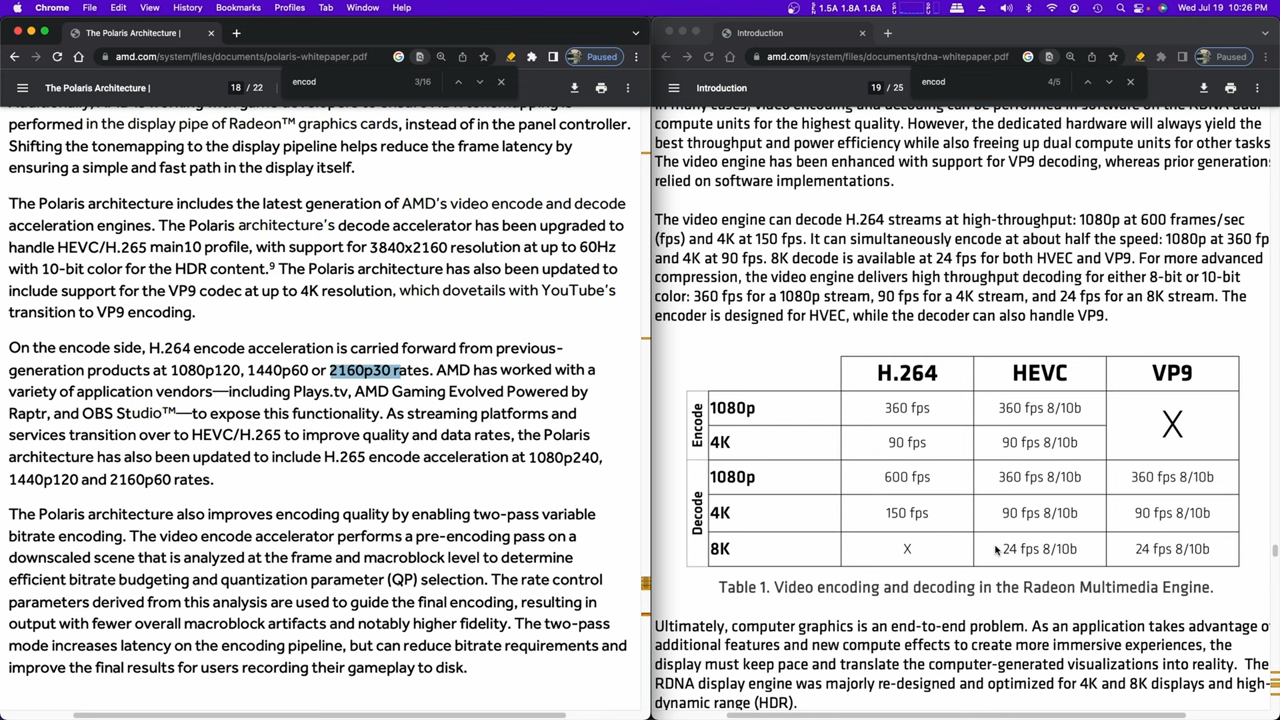 Chrome File Edit View History Bookmarks Profiles Tab Window Help
1.5A 1.8A 1.6A
Wed Jul 19 10:26 PM
The Polaris Architecture |
amd.com/system/files/documents/polaris-whitepaper.pdf
Paused
The Polaris Architecture |
18 / 22
encod
3/16
performed in the display pipe of Radeon™ graphics cards, instead of in the panel controller.
Shifting the tonemapping to the display pipeline helps reduce the frame latency by
ensuring a simple and fast path in the display itself.
The Polaris architecture includes the latest generation of AMD's video encode and decode
acceleration engines. The Polaris architecture's decode accelerator has been upgraded to
handle HEVC/H.265 main10 profile, with support for 3840x2160 resolution at up to 60Hz
with 10-bit color for the HDR content.⁹ The Polaris architecture has also been updated to
include support for the VP9 codec at up to 4K resolution, which dovetails with YouTube's
transition to VP9 encoding.
On the encode side, H.264 encode acceleration is carried forward from previous-
generation products at 1080p120, 1440p60 or 2160p30 rates. AMD has worked with a
variety of application vendors—including Plays.tv, AMD Gaming Evolved Powered by
Raptr, and OBS Studio™—to expose this functionality. As streaming platforms and
services transition over to HEVC/H.265 to improve quality and data rates, the Polaris
architecture has also been updated to include H.265 encode acceleration at 1080p240,
1440p120 and 2160p60 rates.
The Polaris architecture also improves encoding quality by enabling two-pass variable
bitrate encoding. The video encode accelerator performs a pre-encoding pass on a
downscaled scene that is analyzed at the frame and macroblock level to determine
efficient bitrate budgeting and quantization parameter (QP) selection. The rate control
parameters derived from this analysis are used to guide the final encoding, resulting in
output with fewer overall macroblock artifacts and notably higher fidelity. The two-pass
mode increases latency on the encoding pipeline, but can reduce bitrate requirements and
improve the final results for users recording their gameplay to disk.
Introduction
amd.com/system/files/documents/rdna-whitepaper.pdf
Paused
Introduction
19 / 25
encod
4/5
In many cases, video encoding and decoding can be performed in software on the RDNA dual
compute units for the highest quality. However, the dedicated hardware will always yield the
best throughput and power efficiency while also freeing up dual compute units for other tasks
The video engine has been enhanced with support for VP9 decoding, whereas prior generation
relied on software implementations.
The video engine can decode H.264 streams at high-throughput: 1080p at 600 frames/sec
(fps) and 4K at 150 fps. It can simultaneously encode at about half the speed: 1080p at 360 fp
and 4K at 90 fps. 8K decode is available at 24 fps for both HVEC and VP9. For more advanced
compression, the video engine delivers high throughput decoding for either 8-bit or 10-bit
color: 360 fps for a 1080p stream, 90 fps for a 4K stream, and 24 fps for an 8K stream. The
encoder is designed for HVEC, while the decoder can also handle VP9.
H.264 HEVC VP9
Encode
1080p 360 fps 360 fps 8/10b X
4K 90 fps 90 fps 8/10b
Decode
1080p 600 fps 360 fps 8/10b 360 fps 8/10b
4K 150 fps 90 fps 8/10b 90 fps 8/10b
8K X 24 fps 8/10b 24 fps 8/10b
Table 1. Video encoding and decoding in the Radeon Multimedia Engine.
Ultimately, computer graphics is an end-to-end problem. As an application takes advantage o
additional features and new compute effects to create more immersive experiences, the
display must keep pace and translate the computer-generated visualizations into reality. The
RDNA display engine was majorly re-designed and optimized for 4K and 8K displays and high-
dynamic range (HDR).